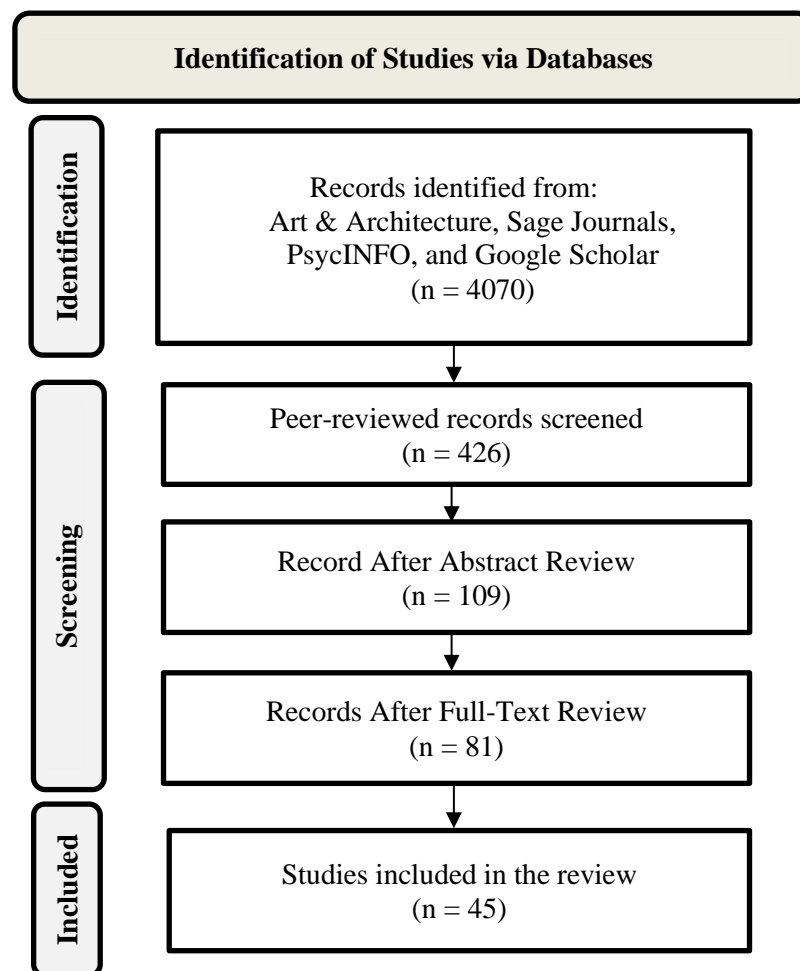 Identification of Studies via Databases
Identification
Records identified from:
Art & Architecture, Sage Journals,
PsycINFO, and Google Scholar
(n = 4070)
Screening
Peer-reviewed records screened
(n = 426)
Record After Abstract Review
(n = 109)
Records After Full-Text Review
(n = 81)
Included
Studies included in the review
(n = 45)